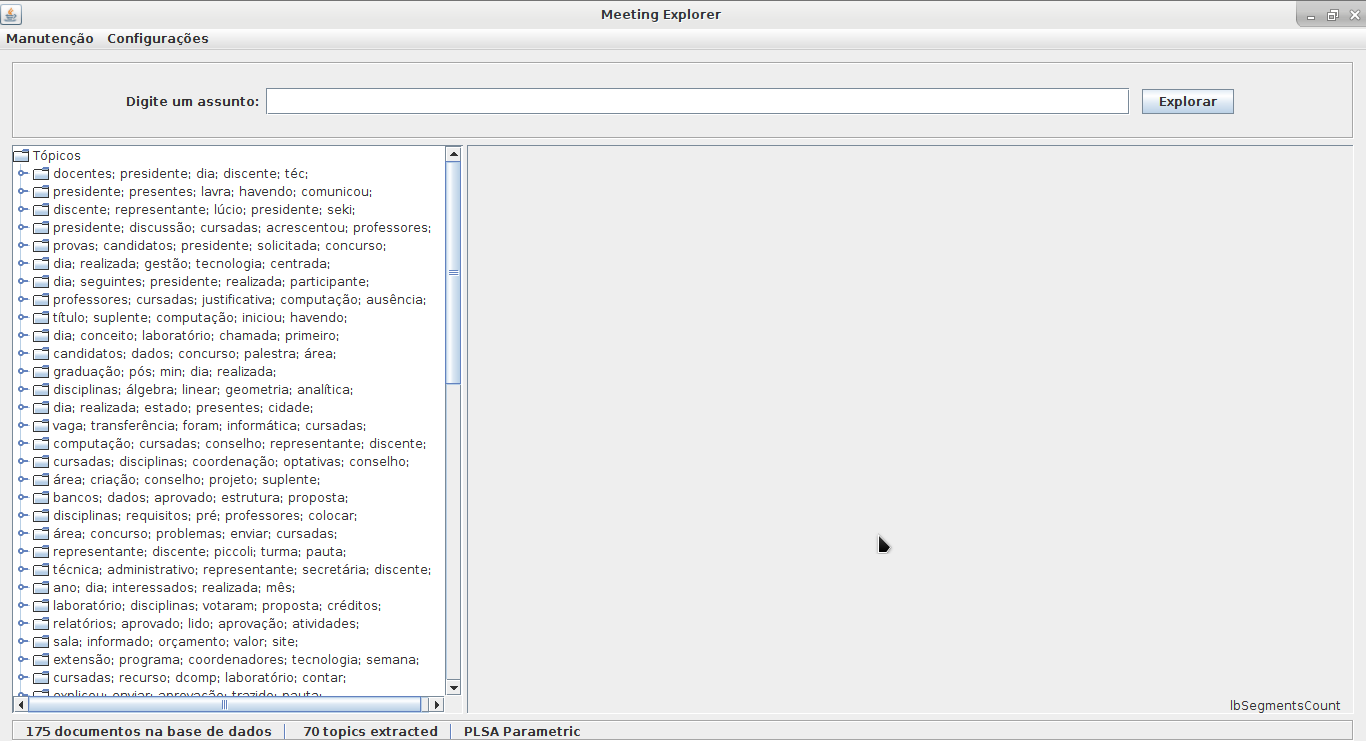 Meeting Explorer
Manutenção Configurações
Digite um assunto: Explorar
Tópicos
docentes; presidente; dia; discente; téc;
presidente; presentes; lavra; havendo; comunicou;
discente; representante; lúcio; presidente; seki;
presidente; discussão; cursadas; acrescentou; professores;
provas; candidatos; presidente; solicitada; concurso;
dia; realizada; gestão; tecnologia; centrada;
dia; seguintes; presidente; realizada; participante;
professores; cursadas; justificativa; computação; ausência;
título; suplente; computação; iniciou; havendo;
dia; conceito; laboratório; chamada; primeiro;
candidatos; dados; concurso; palestra; área;
graduação; pós; min; dia; realizada;
disciplinas; álgebra; linear; geometria; analítica;
dia; realizada; estado; presentes; cidade;
vaga; transferência; foram; informática; cursadas;
computação; cursadas; conselho; representante; discente;
cursadas; disciplinas; coordenação; optativas; conselho;
área; criação; conselho; projeto; suplente;
bancos; dados; aprovado; estrutura; proposta;
disciplinas; requisitos; pré; professores; colocar;
área; concurso; problemas; enviar; cursadas;
representante; discente; piccoli; turma; pauta;
técnica; administrativo; representante; secretária; discente;
ano; dia; interessados; realizada; mês;
laboratório; disciplinas; votaram; proposta; créditos;
relatórios; aprovado; lido; aprovação; atividades;
sala; informado; orçamento; valor; site;
extensão; programa; coordenadores; tecnologia; semana;
cursadas; recurso; dcomp; laboratório; contar;
explicou; enviar; aprovação; trazido; pauta;
lbSegmentsCount
175 documentos na base de dados 70 topics extracted PLSA Parametric